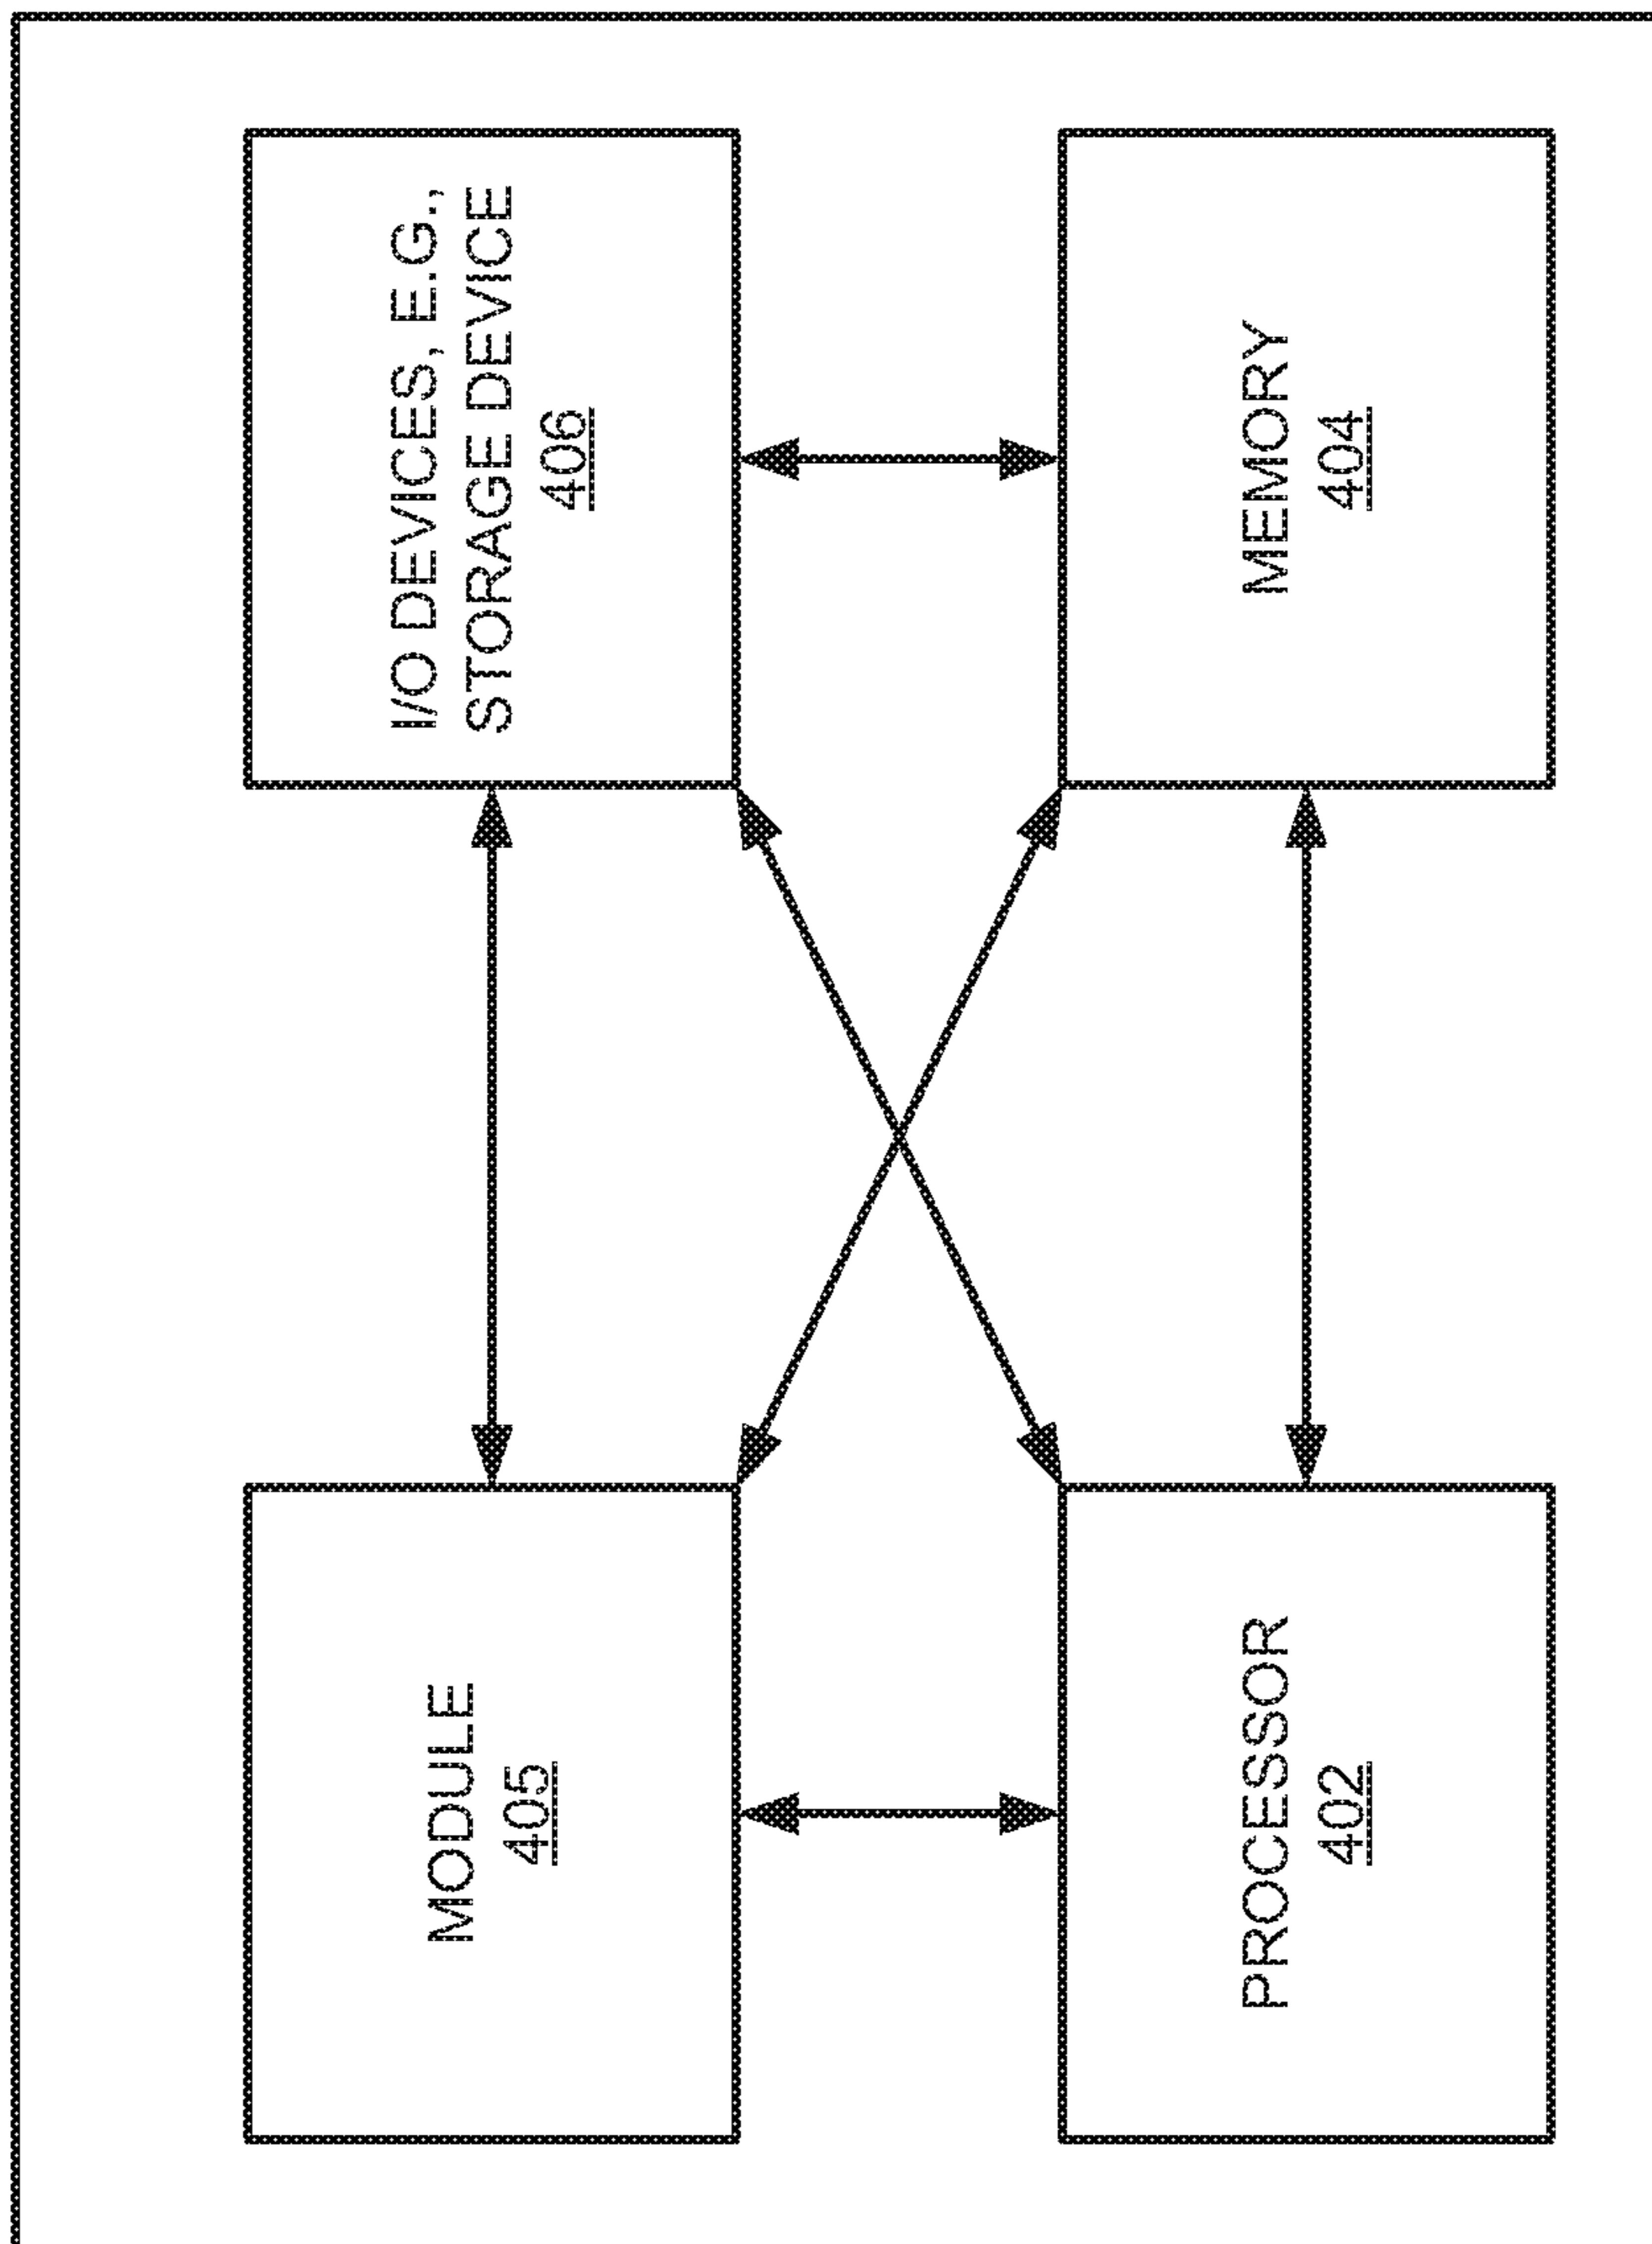 MODULE
405
I/O DEVICES, E.G.,
STORAGE DEVICE
406
PROCESSOR
402
MEMORY
404